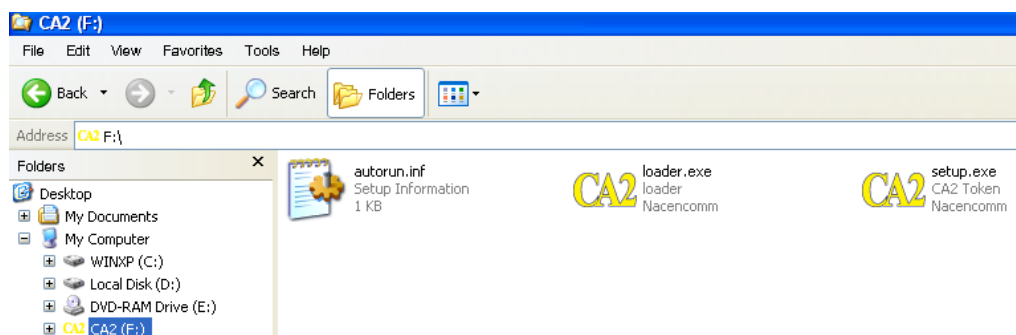 CA2 (F:)
File Edit View Favorites Tools Help
Back Search Folders
Address CA2 F:\
Folders x
Desktop
My Documents
My Computer
WINXP (C:)
Local Disk (D:)
DVD-RAM Drive (E:)
CA2 CA2 (F:)
autorun.inf
Setup Information
1 KB
CA2
loader.exe
loader
Nacencomm
CA2
setup.exe
CA2 Token
Nacencomm